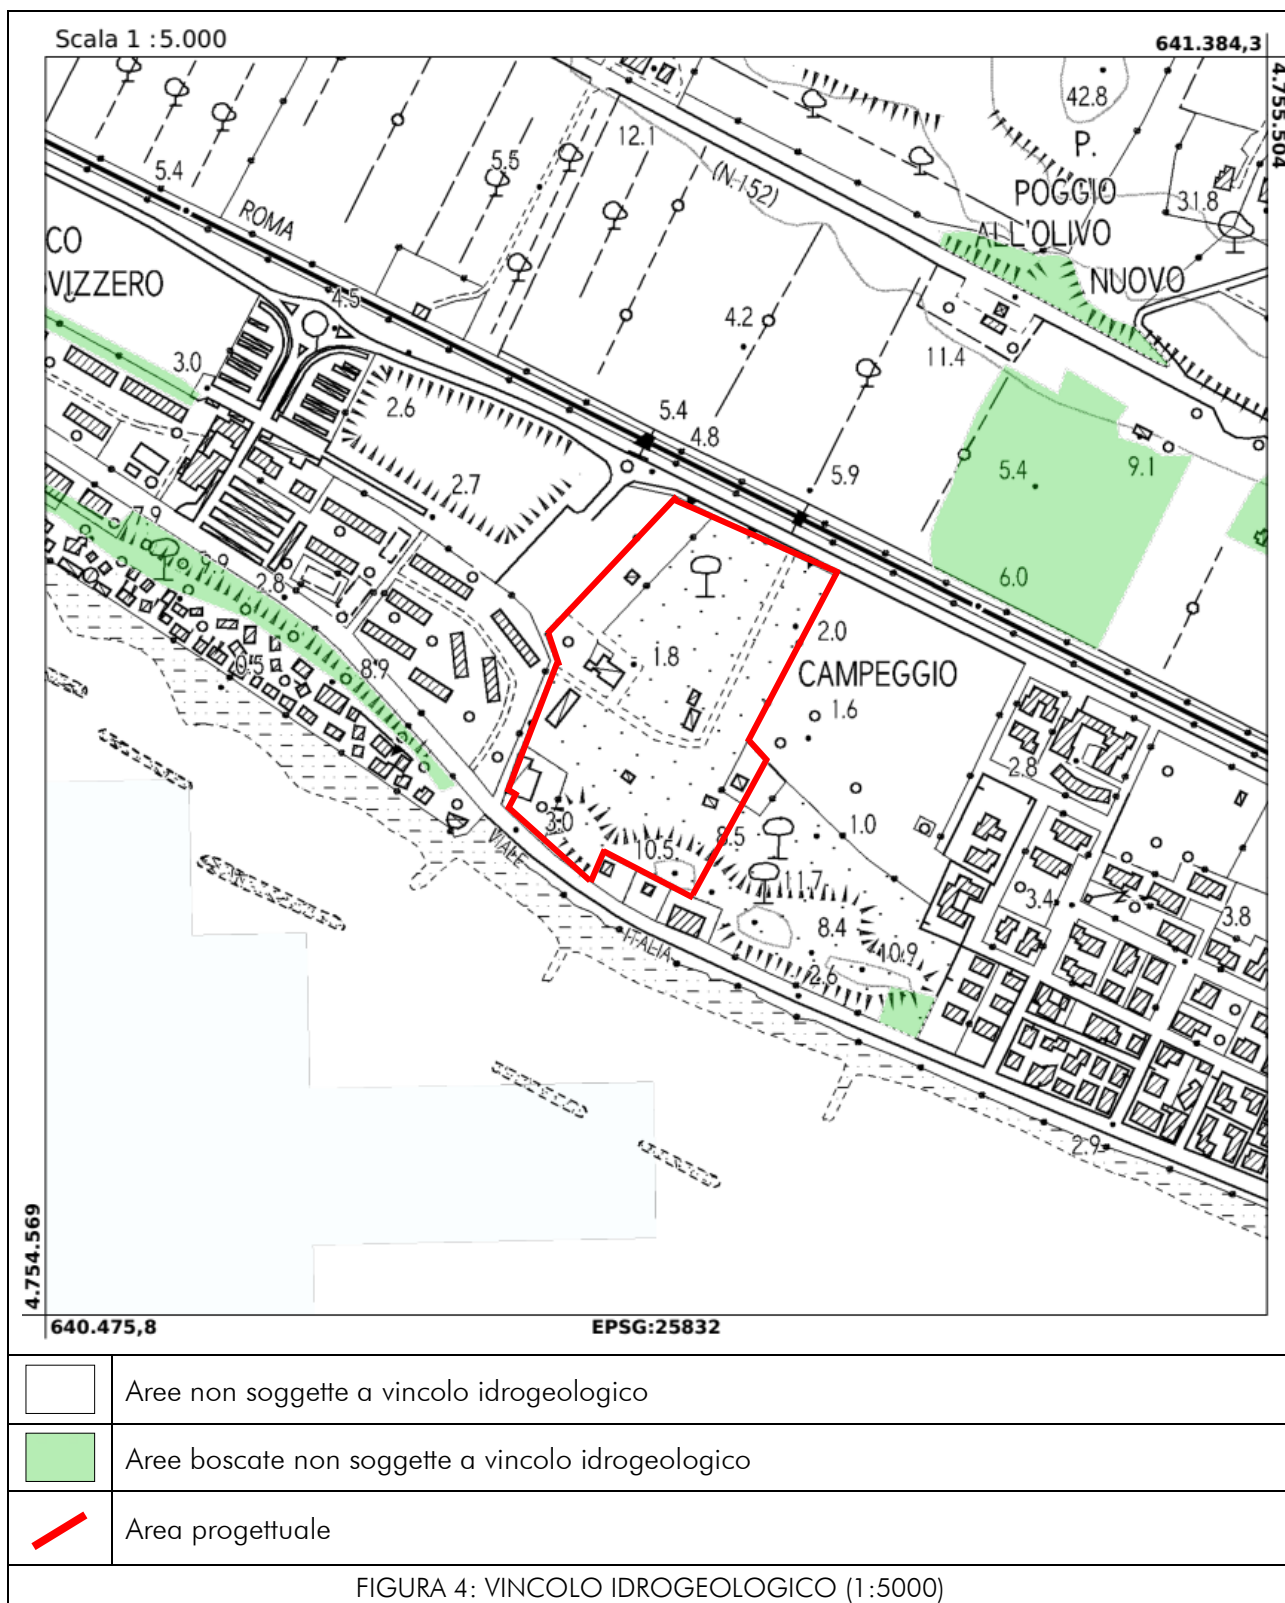 Scala 1 :5.000
641.384,3
4.755.504
42.8
P.
POGGIO
ALL'OLIVO
NUOVO
31.8
12.1
(N.152)
5.5
5.4
ROMA
CO
VIZZERO
4.5
4.2
11.4
3.0
2.6
5.4
4.8
2.7
5.9
5.4
9.1
6.0
7.9
2.8
2.0
1.8
CAMPEGGIO
1.6
0.5
8.9
2.8
3.0
10.5
8.5
1.0
11.7
VIALE
ITALIA
8.4
10.9
2.6
3.4
3.8
2.9
4.754.569
640.475,8
EPSG:25832
Aree non soggette a vincolo idrogeologico
Aree boscate non soggette a vincolo idrogeologico
Area progettuale
FIGURA 4: VINCOLO IDROGEOLOGICO (1:5000)